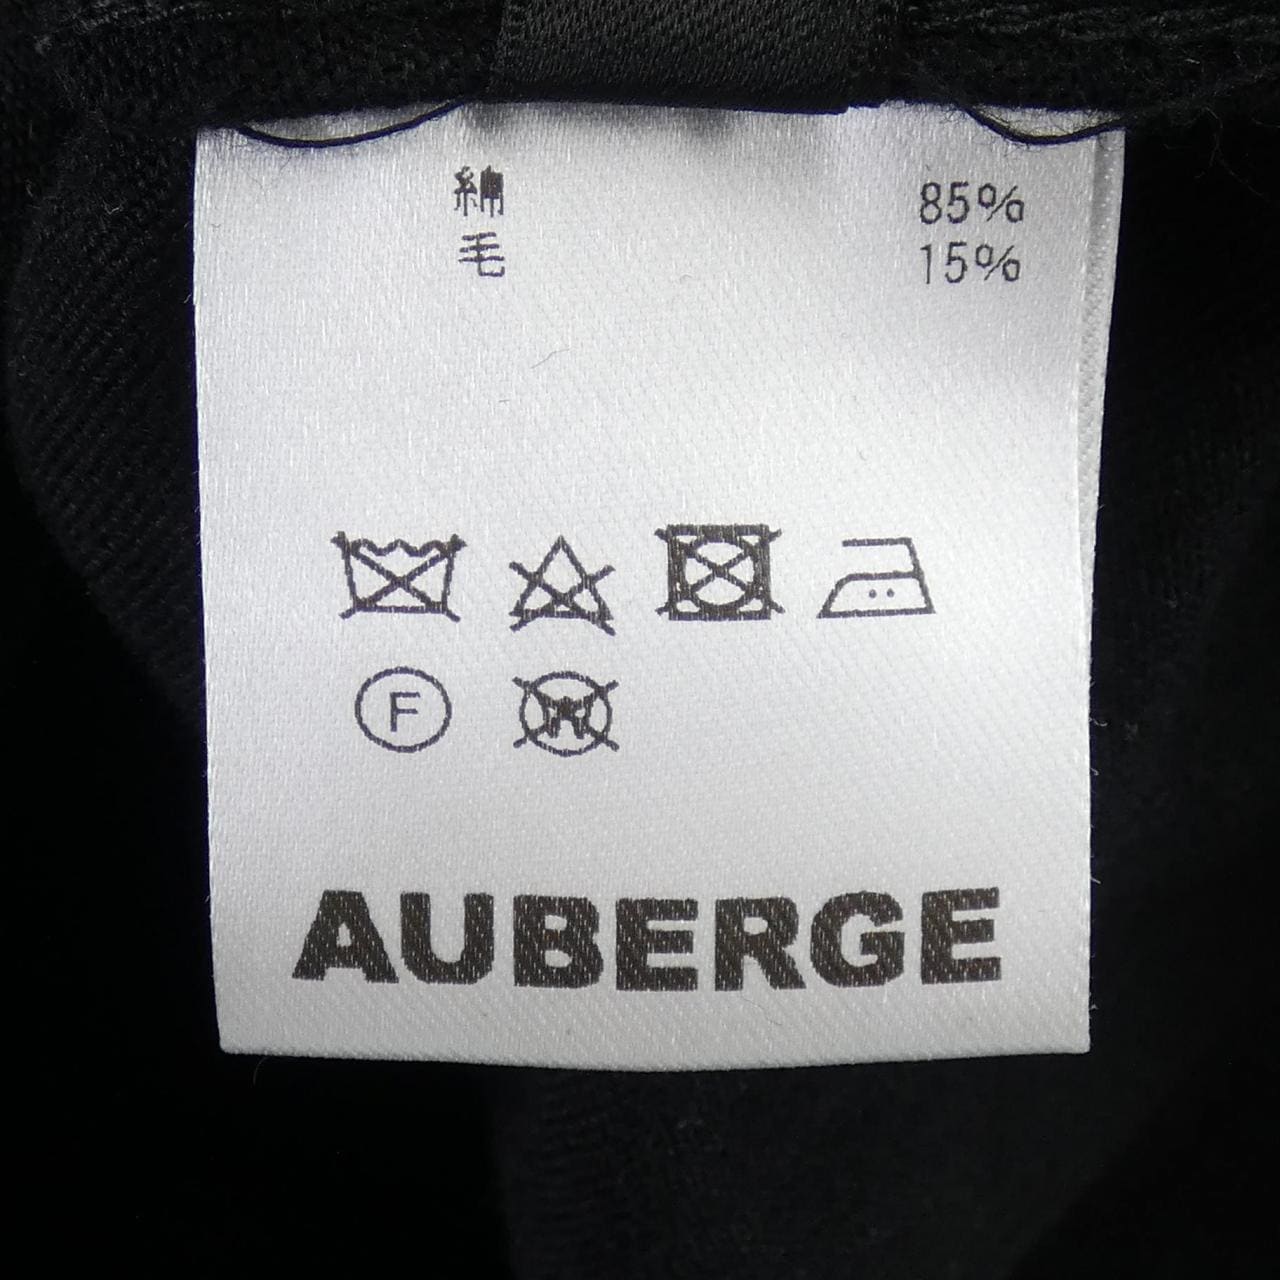 綿 85%
毛 15%
F
W
AUBERGE